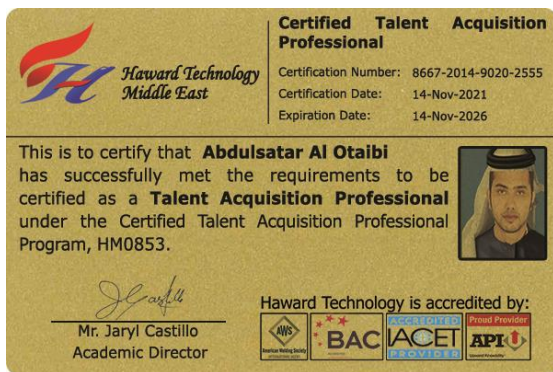 Haward Technology
Middle East
Certified Talent Acquisition
Professional
Certification Number: 8667-2014-9020-2555
Certification Date: 14-Nov-2021
Expiration Date: 14-Nov-2026
This is to certify that Abdulsatar Al Otaibi
has successfully met the requirements to be
certified as a Talent Acquisition Professional
under the Certified Talent Acquisition Professional
Program, HM0853.
Mr. Jaryl Castillo
Academic Director
Haward Technology is accredited by:
AWS
American Welding Society
BAC
ACCREDITED
IACET
PROVIDER
Proud Provider
API U